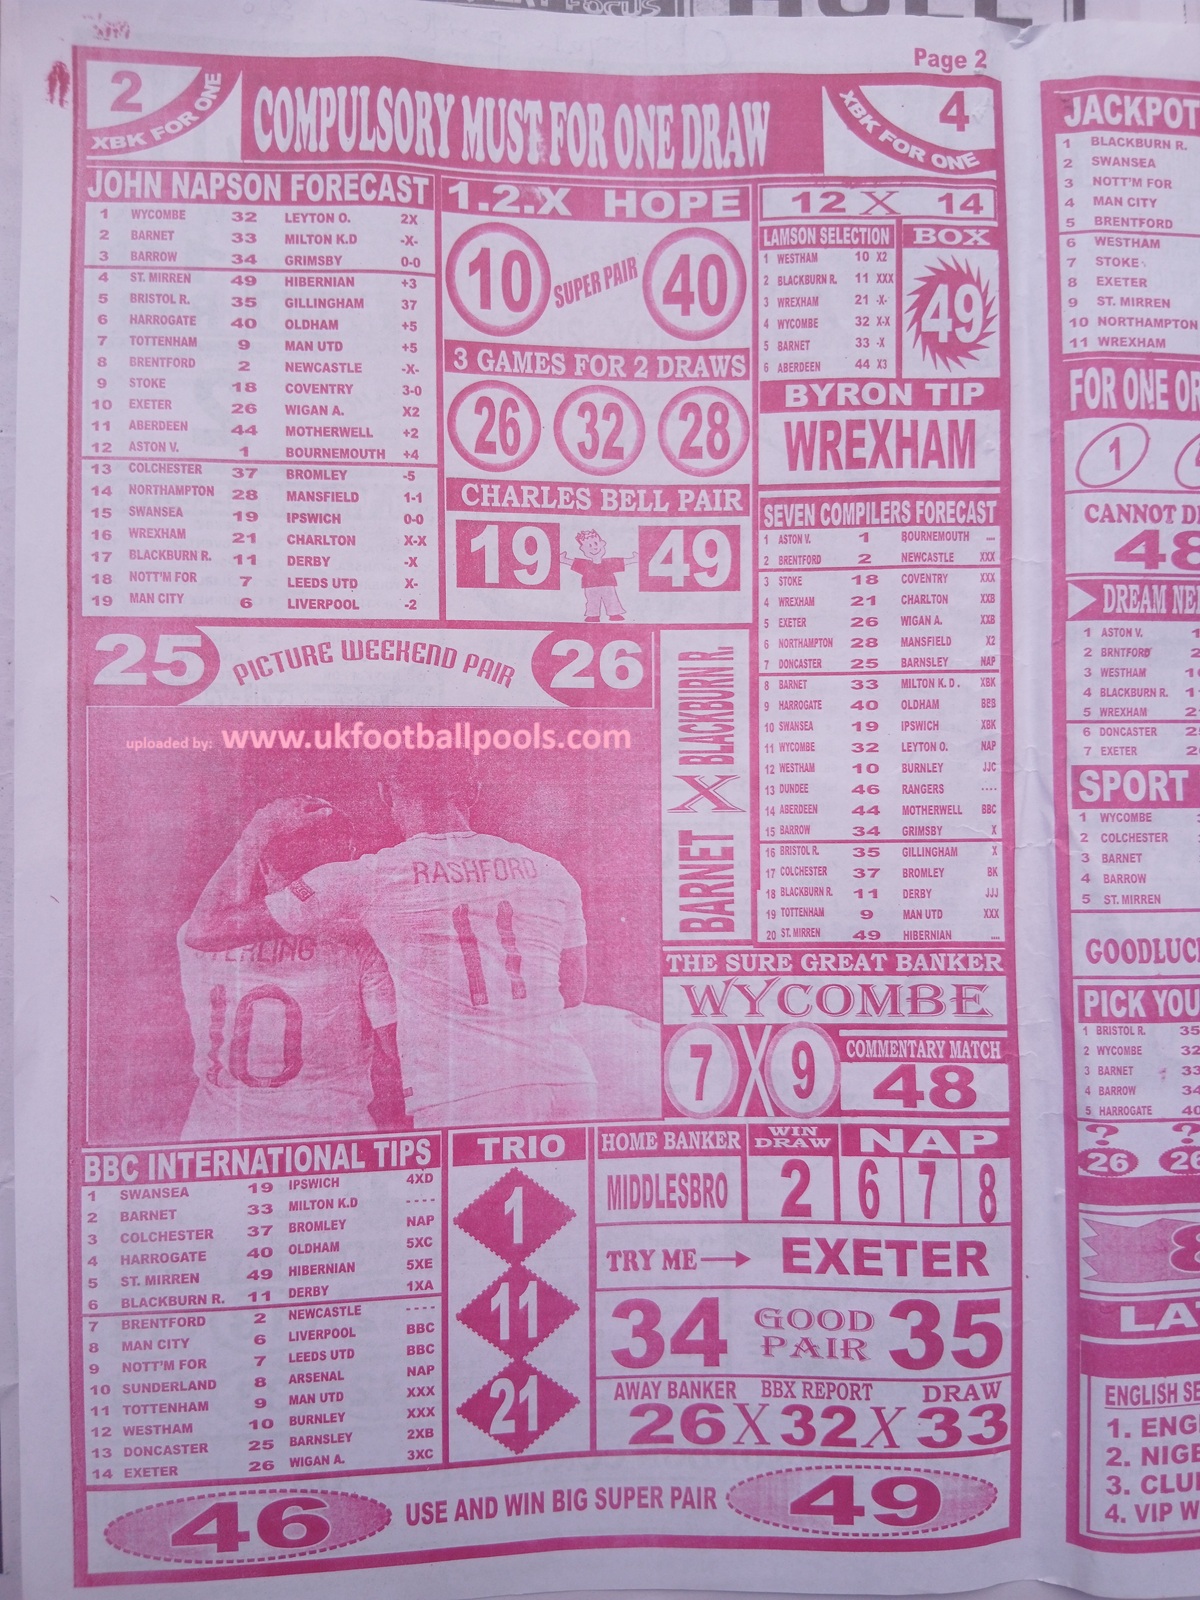 Page 2
2
XBK FOR ONE
COMPULSORY MUST FOR ONE DRAW
4
XBK FOR ONE
JOHN NAPSON FORECAST
1 WYCOMBE 32 LEYTON O. 2X
2 BARNET 33 MILTON K.D -X-
3 BARROW 34 GRIMSBY 0-0
4 ST. MIRREN 49 HIBERNIAN +3
5 BRISTOL R. 35 GILLINGHAM 37
6 HARROGATE 40 OLDHAM +5
7 TOTTENHAM 9 MAN UTD +5
8 BRENTFORD 2 NEWCASTLE -X-
9 STOKE 18 COVENTRY 3-0
10 EXETER 26 WIGAN A. X2
11 ABERDEEN 44 MOTHERWELL +2
12 ASTON V. 1 BOURNEMOUTH +4
13 COLCHESTER 37 BROMLEY -5
14 NORTHAMPTON 28 MANSFIELD 1-1
15 SWANSEA 19 IPSWICH 0-0
16 WREXHAM 21 CHARLTON X-X
17 BLACKBURN R. 11 DERBY -X
18 NOTT'M FOR 7 LEEDS UTD X-
19 MAN CITY 6 LIVERPOOL -2
1.2.X HOPE
10 SUPER PAIR 40
3 GAMES FOR 2 DRAWS
26 32 28
CHARLES BELL PAIR
19 49
12 X 14
LAMSON SELECTION
1 WESTHAM 10 X2
2 BLACKBURN R. 11 XXX
3 WREXHAM 21 -X-
4 WYCOMBE 32 X-X
5 BARNET 33 -X
6 ABERDEEN 44 X3
BOX
49
BYRON TIP
WREXHAM
SEVEN COMPILERS FORECAST
1 ASTON V. 1 BOURNEMOUTH ---
2 BRENTFORD 2 NEWCASTLE XXX
3 STOKE 18 COVENTRY XXX
4 WREXHAM 21 CHARLTON XXB
5 EXETER 26 WIGAN A. XXB
6 NORTHAMPTON 28 MANSFIELD X2
7 DONCASTER 25 BARNSLEY NAP
8 BARNET 33 MILTON K.D. XBK
9 HARROGATE 40 OLDHAM BEB
10 SWANSEA 19 IPSWICH XBK
11 WYCOMBE 32 LEYTON O. NAP
12 WESTHAM 10 BURNLEY JJC
13 DUNDEE 46 RANGERS ----
14 ABERDEEN 44 MOTHERWELL BBC
15 BARROW 34 GRIMSBY X
16 BRISTOL R. 35 GILLINGHAM X
17 COLCHESTER 37 BROMLEY BK
18 BLACKBURN R. 11 DERBY JJJ
19 TOTTENHAM 9 MAN UTD XXX
20 ST. MIRREN 49 HIBERNIAN ---
25 PICTURE WEEKEND PAIR 26
uploaded by: www.ukfootballpools.com
RASHFORD
11
10
BARNET X BLACKBURN R.
THE SURE GREAT BANKER
WYCOMBE
7 X 9
COMMENTARY MATCH
48
BBC INTERNATIONAL TIPS
1 SWANSEA 19 IPSWICH 4XD
2 BARNET 33 MILTON K.D ----
3 COLCHESTER 37 BROMLEY NAP
4 HARROGATE 40 OLDHAM 5XC
5 ST. MIRREN 49 HIBERNIAN 5XE
6 BLACKBURN R. 11 DERBY 1XA
7 BRENTFORD 2 NEWCASTLE ----
8 MAN CITY 6 LIVERPOOL BBC
9 NOTT'M FOR 7 LEEDS UTD BBC
10 SUNDERLAND 8 ARSENAL NAP
11 TOTTENHAM 9 MAN UTD XXX
12 WESTHAM 10 BURNLEY XXX
13 DONCASTER 25 BARNSLEY 2XB
14 EXETER 26 WIGAN A. 3XC
TRIO
1
11
21
HOME BANKER
MIDDLESBRO
WIN DRAW
2
NAP
6 7 8
TRY ME EXETER
34 GOOD PAIR 35
AWAY BANKER BBX REPORT DRAW
26 X 32 X 33
46 USE AND WIN BIG SUPER PAIR 49
JACKPOT
1 BLACKBURN R.
2 SWANSEA
3 NOTT'M FOR
4 MAN CITY
5 BRENTFORD
6 WESTHAM
7 STOKE
8 EXETER
9 ST. MIRREN
10 NORTHAMPTON
11 WREXHAM
FOR ONE
1
CANNOT
48
DREAM
1 ASTON V.
2 BRNTFORD
3 WESTHAM
4 BLACKBURN R.
5 WREXHAM
6 DONCASTER
7 EXETER
SPORT
1 WYCOMBE
2 COLCHESTER
3 BARNET
4 BARROW
5 ST. MIRREN
GOODLUC
PICK YOU
1 BRISTOL R. 35
2 WYCOMBE 32
3 BARNET 33
4 BARROW 34
5 HARROGATE 40
? ?
26
LA
ENGLISH SE
1. ENG
2. NIGE
3. CLU
4. VIP W